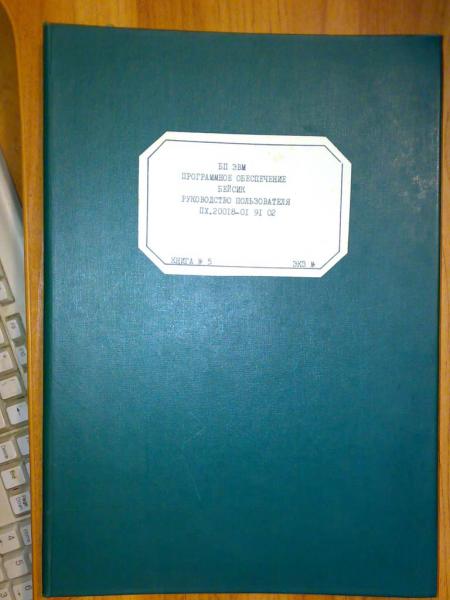 БП ЭВМ
ПРОГРАММНОЕ ОБЕСПЕЧЕНИЕ
БЕЙСИК
РУКОВОДСТВО ПОЛЬЗОВАТЕЛЯ
ПХ.20018-01 91 02
КНИГА № 5 ЭКЗ №